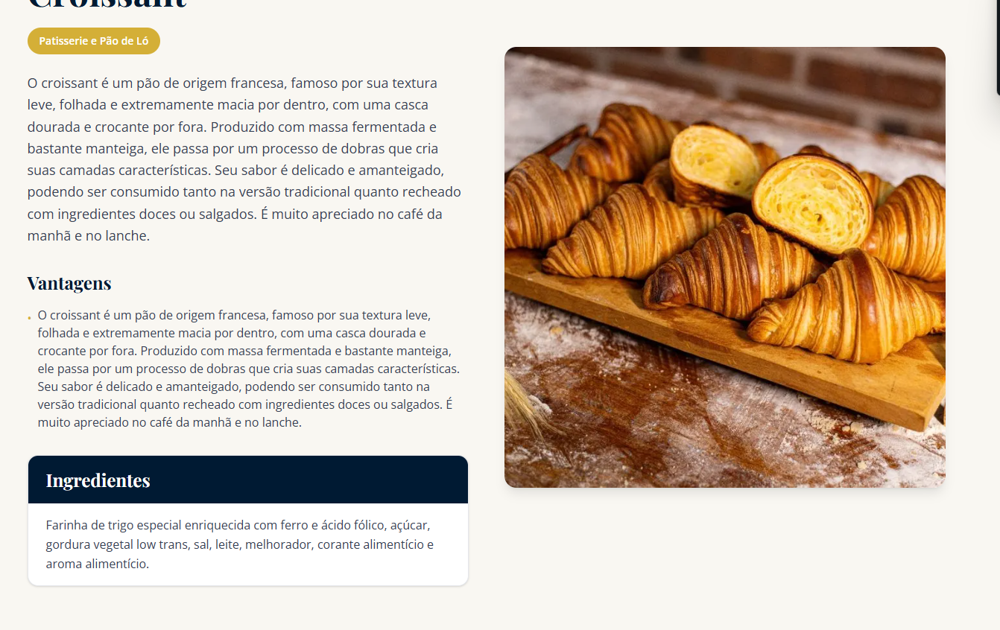 Croissant
Patisserie e Pão de Ló
O croissant é um pão de origem francesa, famoso por sua textura
leve, folhada e extremamente macia por dentro, com uma casca
dourada e crocante por fora. Produzido com massa fermentada e
bastante manteiga, ele passa por um processo de dobras que cria
suas camadas características. Seu sabor é delicado e amanteigado,
podendo ser consumido tanto na versão tradicional quanto recheado
com ingredientes doces ou salgados. É muito apreciado no café da
manhã e no lanche.
Vantagens
• O croissant é um pão de origem francesa, famoso por sua textura leve,
folhada e extremamente macia por dentro, com uma casca dourada e
crocante por fora. Produzido com massa fermentada e bastante manteiga,
ele passa por um processo de dobras que cria suas camadas características.
Seu sabor é delicado e amanteigado, podendo ser consumido tanto na
versão tradicional quanto recheado com ingredientes doces ou salgados. É
muito apreciado no café da manhã e no lanche.
Ingredientes
Farinha de trigo especial enriquecida com ferro e ácido fólico, açúcar,
gordura vegetal low trans, sal, leite, melhorador, corante alimentício e
aroma alimentício.